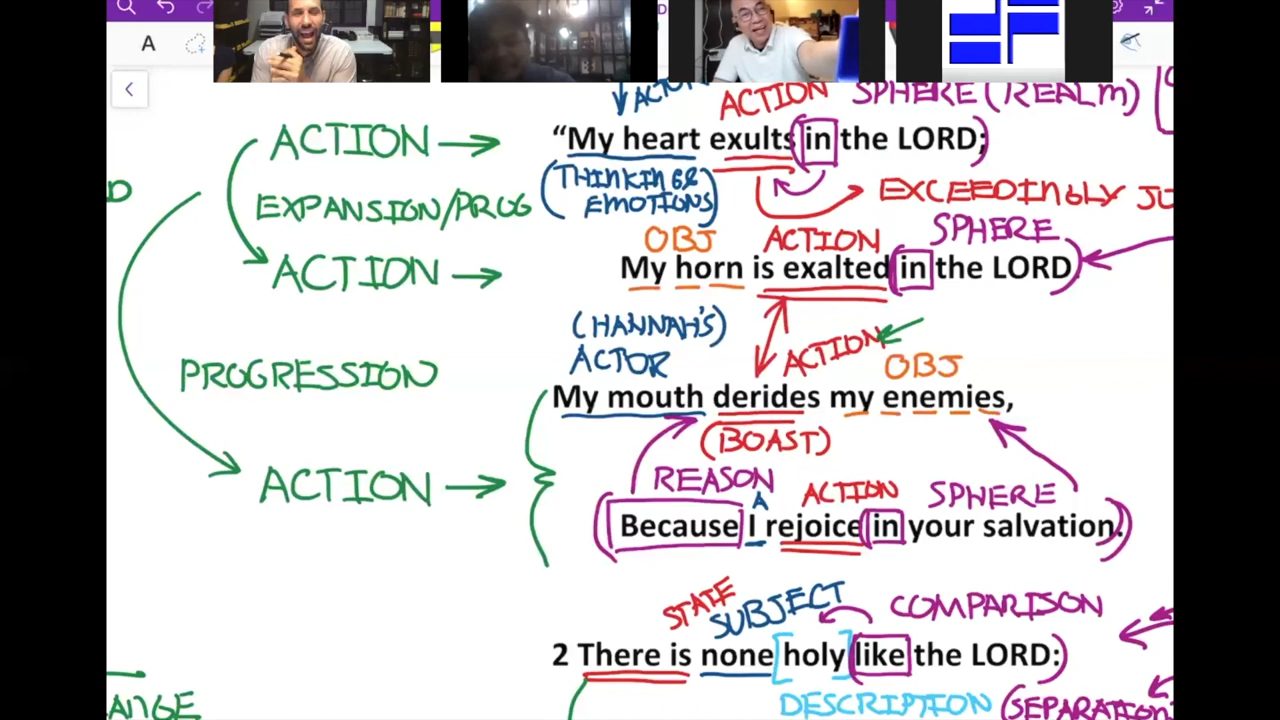 A
ACTOR ACTION SPHERE (REALM)
ACTION → “My heart exults in the LORD;
(THINKING & EMOTIONS)
EXPANSION/PROG
EXCEEDINGLY
OBJ ACTION SPHERE
ACTION → My horn is exalted in the LORD
(HANNAH'S)
ACTOR ACTION OBJ
PROGRESSION
My mouth derides my enemies,
(BOAST)
REASON A ACTION SPHERE
ACTION →
Because I rejoice in your salvation.
STATE SUBJECT COMPARISON
2 There is none holy like the LORD:
DESCRIPTION (SEPARATION